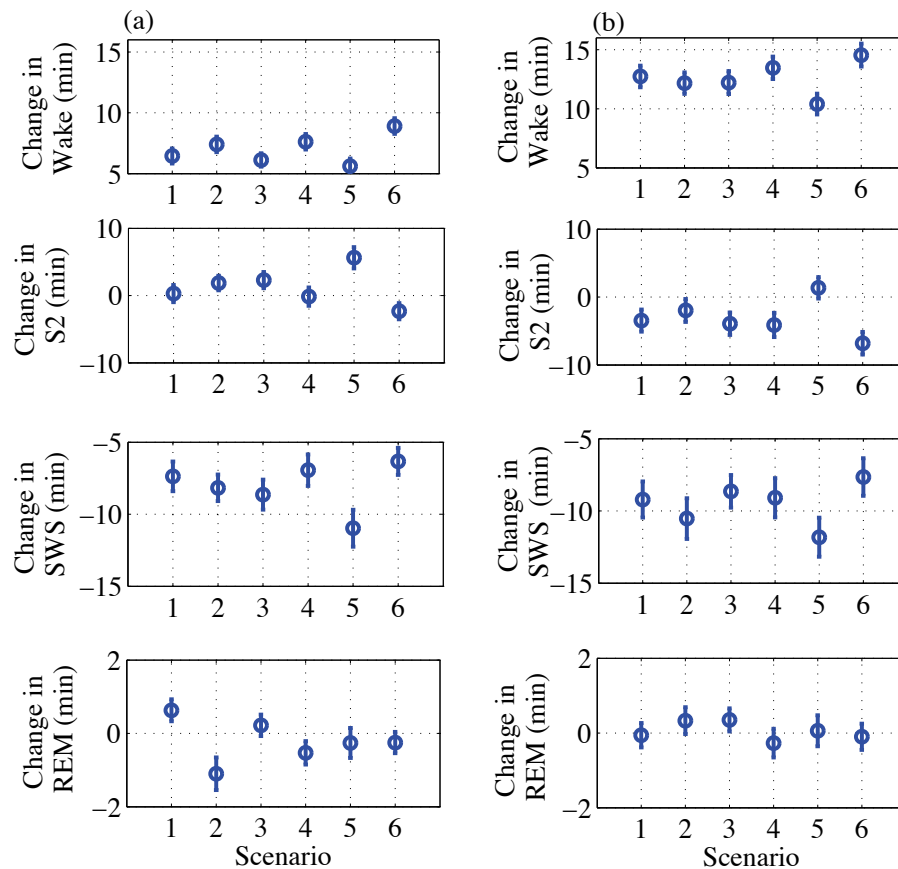 (a)
Change in
Wake (min)
15
10
5
1 2 3 4 5 6
Change in
S2 (min)
10
0
−10
1 2 3 4 5 6
Change in
SWS (min)
−5
−10
−15
1 2 3 4 5 6
Change in
REM (min)
2
0
−2
1 2 3 4 5 6
Scenario
(b)
Change in
Wake (min)
15
10
5
1 2 3 4 5 6
Change in
S2 (min)
10
0
−10
1 2 3 4 5 6
Change in
SWS (min)
−5
−10
−15
1 2 3 4 5 6
Change in
REM (min)
2
0
−2
1 2 3 4 5 6
Scenario